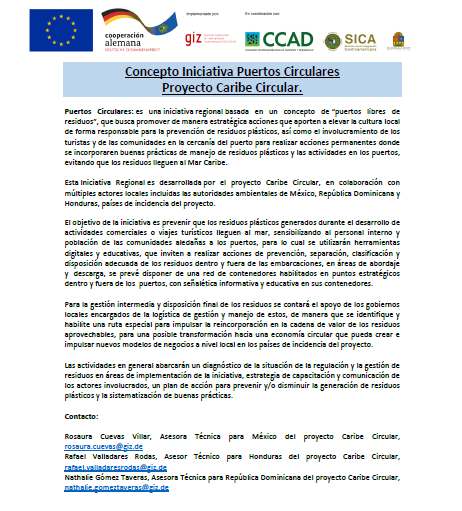 Implementado por:
En coordinación con:
cooperación
alemana
DEUTSCHE ZUSAMMENARBEIT
giz
CCAD
SICA
Concepto Iniciativa Puertos Circulares
Proyecto Caribe Circular.
Puertos Circulares: es una iniciativa regional basada en un concepto de "puertos libres de
residuos", que busca promover de manera estratégica acciones que aporten a elevar la cultura local
de forma responsable para la prevención de residuos plásticos, así como el involucramiento de los
turistas y de las comunidades en la cercanía del puerto para realizar acciones permanentes donde
se incorporaren buenas prácticas de manejo de residuos plásticos y las actividades en los puertos,
evitando que los residuos lleguen al Mar Caribe.
Esta Iniciativa Regional es desarrollada por el proyecto Caribe Circular, en colaboración con
múltiples actores locales incluidas las autoridades ambientales de México, República Dominicana y
Honduras, países de incidencia del proyecto.
El objetivo de la iniciativa es prevenir que los residuos plásticos generados durante el desarrollo de
actividades comerciales o viajes turísticos lleguen al mar, sensibilizando al personal interno y
población de las comunidades aledañas a los puertos, para lo cual se utilizarán herramientas
digitales y educativas, que inviten a realizar acciones de prevención, separación, clasificación y
disposición adecuada de los residuos dentro y fuera de las embarcaciones, en áreas de abordaje
y descarga, se prevé disponer de una red de contenedores habilitados en puntos estratégicos
dentro y fuera de los puertos, con señalética informativa y educativa en sus contenedores.
Para la gestión intermedia y disposición final de los residuos se contará el apoyo de los gobiernos
locales encargados de la logística de gestión y manejo de estos, de manera que se identifique y
habilite una ruta especial para impulsar la reincorporación en la cadena de valor de los residuos
aprovechables, para una posible transformación hacia una economía circular que pueda crear e
impulsar nuevos modelos de negocios a nivel local en los países de incidencia del proyecto.
Las actividades en general abarcarán un diagnóstico de la situación de la regulación y la gestión de
residuos en áreas de implementación de la iniciativa, estrategia de capacitación y comunicación de
los actores involucrados, un plan de acción para prevenir y/o disminuir la generación de residuos
plásticos y la sistematización de buenas prácticas.
Contacto:
Rosaura Cuevas Villar, Asesora Técnica para México del proyecto Caribe Circular,
rosaura.cuevas@giz.de
Rafael Valladares Rodas, Asesor Técnico para Honduras del proyecto Caribe Circular,
rafael.valladaresrodas@giz.de
Nathalie Gómez Taveras, Asesora Técnica para República Dominicana del proyecto Caribe Circular,
nathalie.gomeztaveras@giz.de